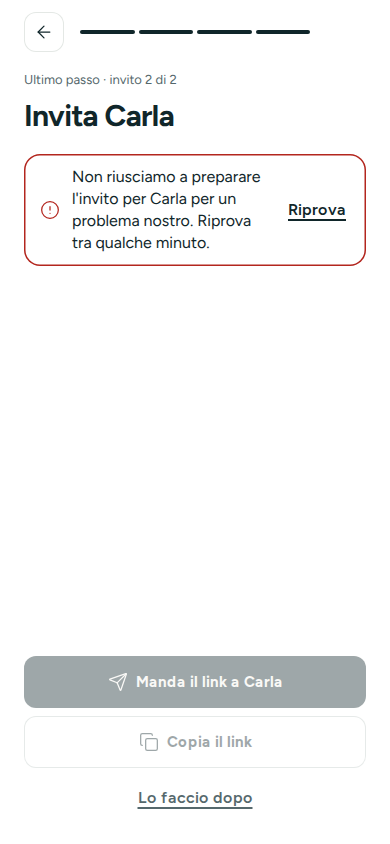 Ultimo passo · invito 2 di 2
Invita Carla
Non riusciamo a preparare
l'invito per Carla per un
problema nostro. Riprova
tra qualche minuto.
Riprova
Manda il link a Carla
Copia il link
Lo faccio dopo